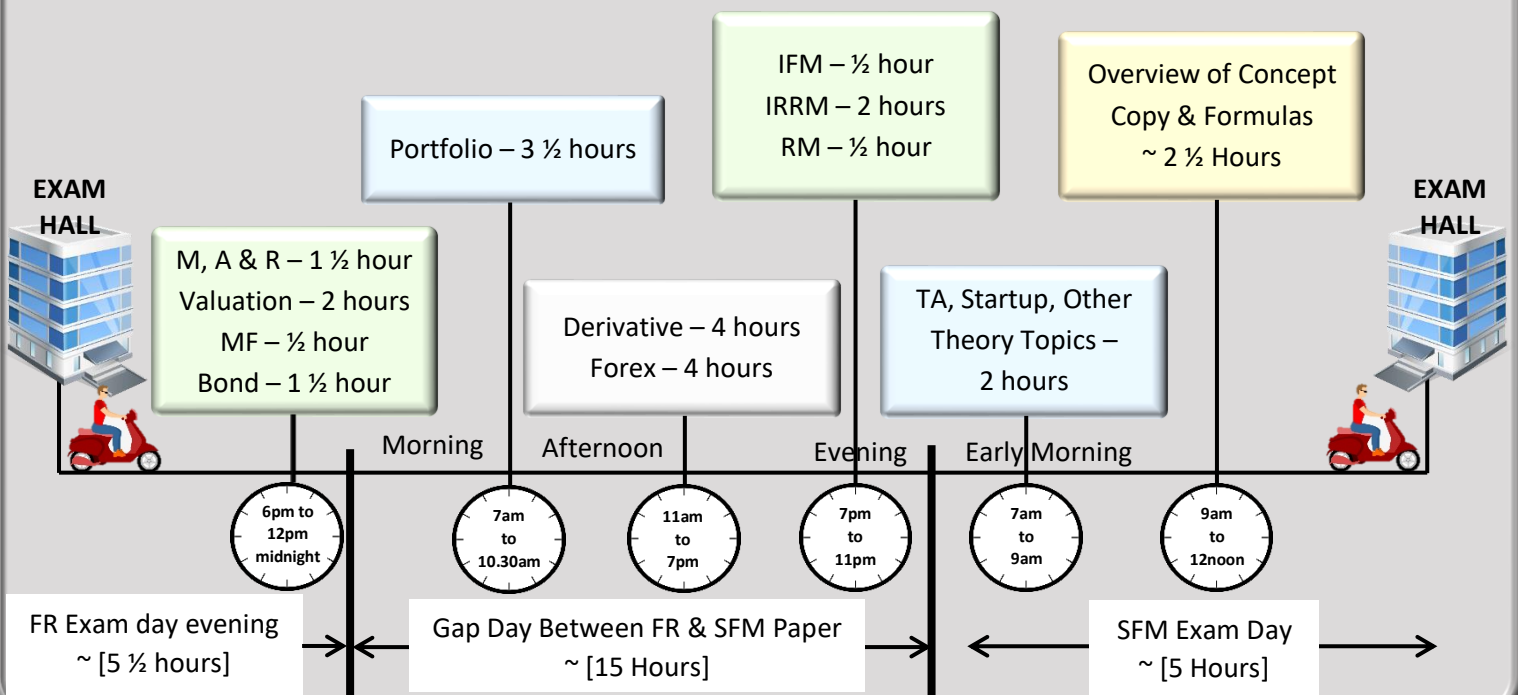 EXAM
HALL
M, A & R – 1 ½ hour
Valuation – 2 hours
MF – ½ hour
Bond – 1 ½ hour
Portfolio – 3 ½ hours
Derivative – 4 hours
Forex – 4 hours
IFM – ½ hour
IRRM – 2 hours
RM – ½ hour
TA, Startup, Other
Theory Topics –
2 hours
Overview of Concept
Copy & Formulas
~ 2 ½ Hours
EXAM
HALL
Morning
Afternoon
Evening
Early Morning
6pm to
12pm
midnight
7am
to
10.30am
11am
to
7pm
7pm
to
11pm
7am
to
9am
9am
to
12noon
FR Exam day evening
~ [5 ½ hours]
Gap Day Between FR & SFM Paper
~ [15 Hours]
SFM Exam Day
~ [5 Hours]